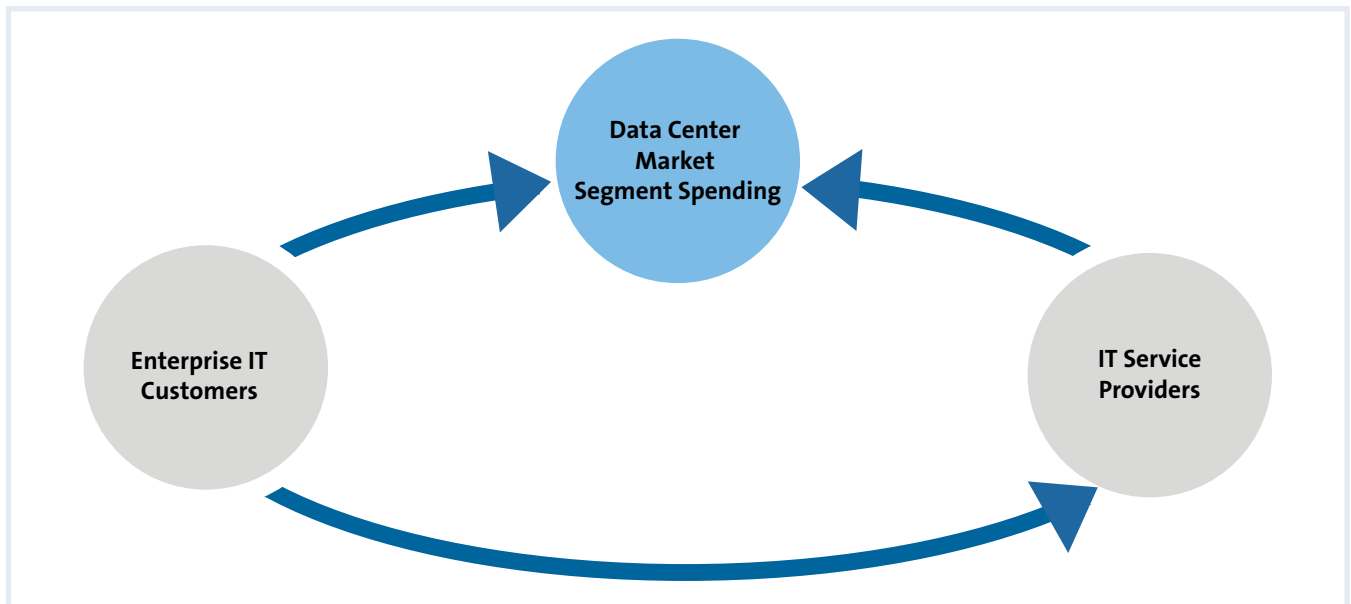 Data Center
Market
Segment Spending
Enterprise IT
Customers
IT Service
Providers